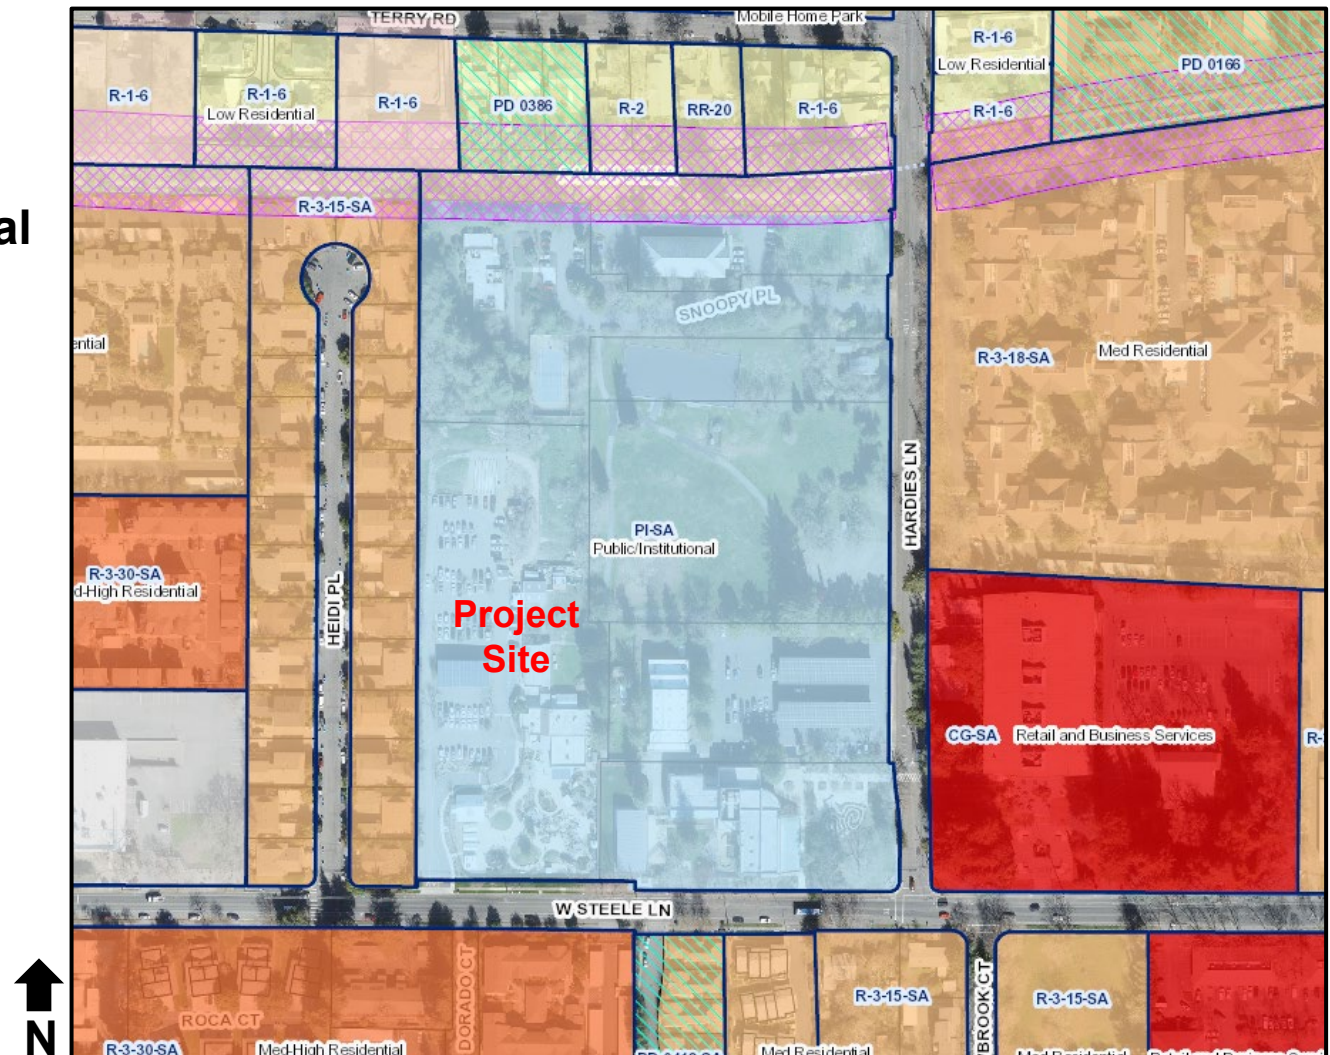 TERRY RD
Mobile Home Park
R-1-6
Low Residential
PD 0166
R-1-6
R-1-6
Low Residential
R-1-6
PD 0386
R-2
RR-20
R-1-6
R-1-6
R-3-15-SA
al
SNOOPY PL
ential
R-3-18-SA
Med Residential
HARDIES LN
PI-SA
Public/Institutional
R-3-30-SA
d-High Residential
HEIDI PL
Project
Site
CG-SA
Retail and Business Services
R-
W STEELE LN
DORADO CT
BROOK CT
R-3-15-SA
R-3-15-SA
ROCA CT
N
R-3-30-SA
Med-High Residential
Med Residential
Med Residential